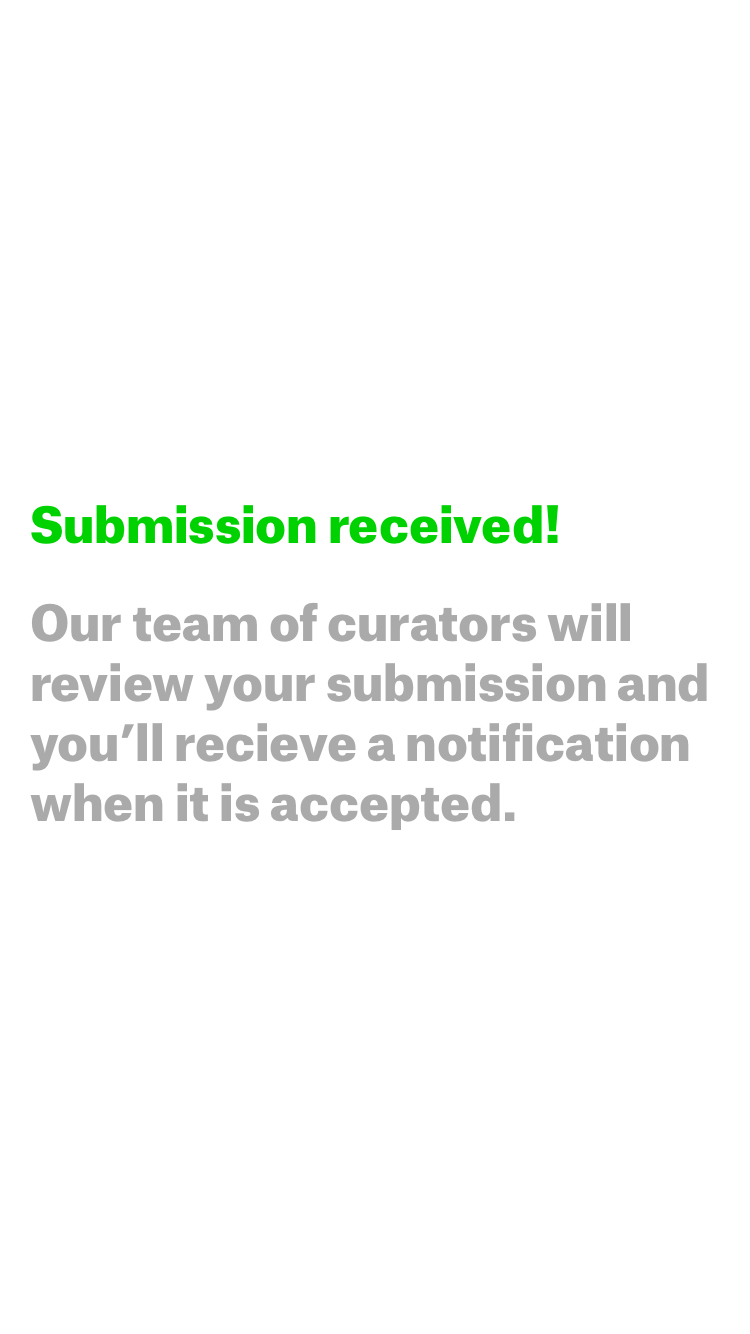 Submission received!
Our team of curators will
review your submission and
you’ll recieve a notification
when it is accepted.